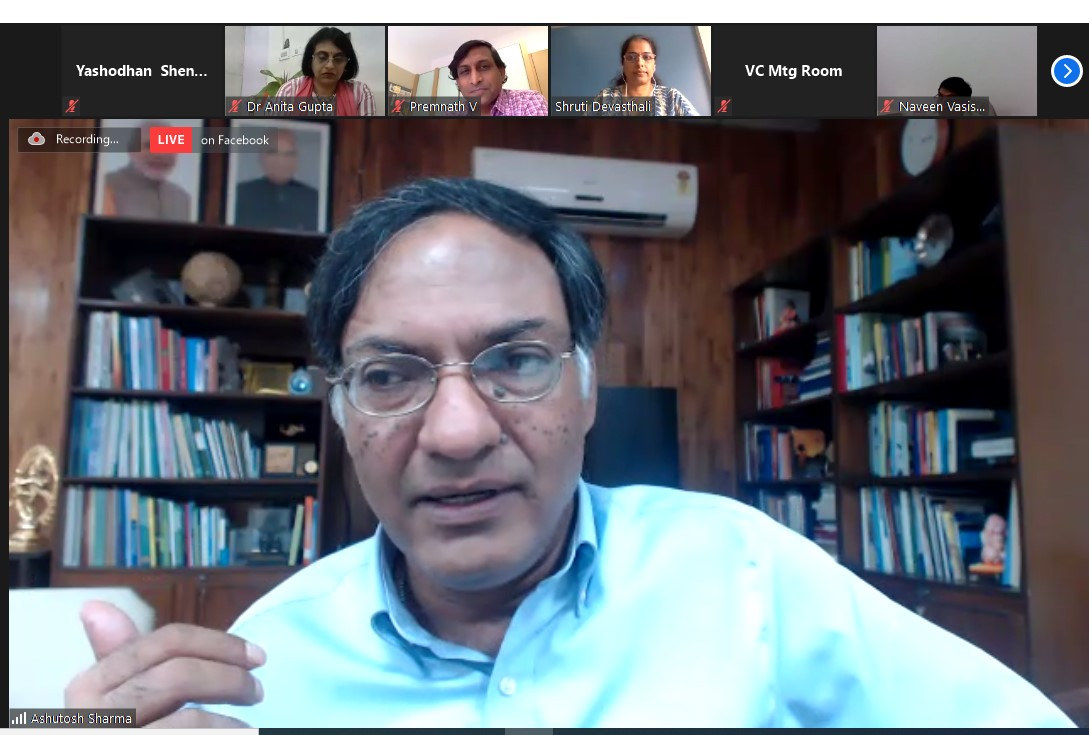 Yashodhan Shen...
Dr Anita Gupta
Premnath V
Shruti Devasthali
VC Mtg Room
Naveen Vasis...
Recording...
LIVE
on Facebook
Ashutosh Sharma